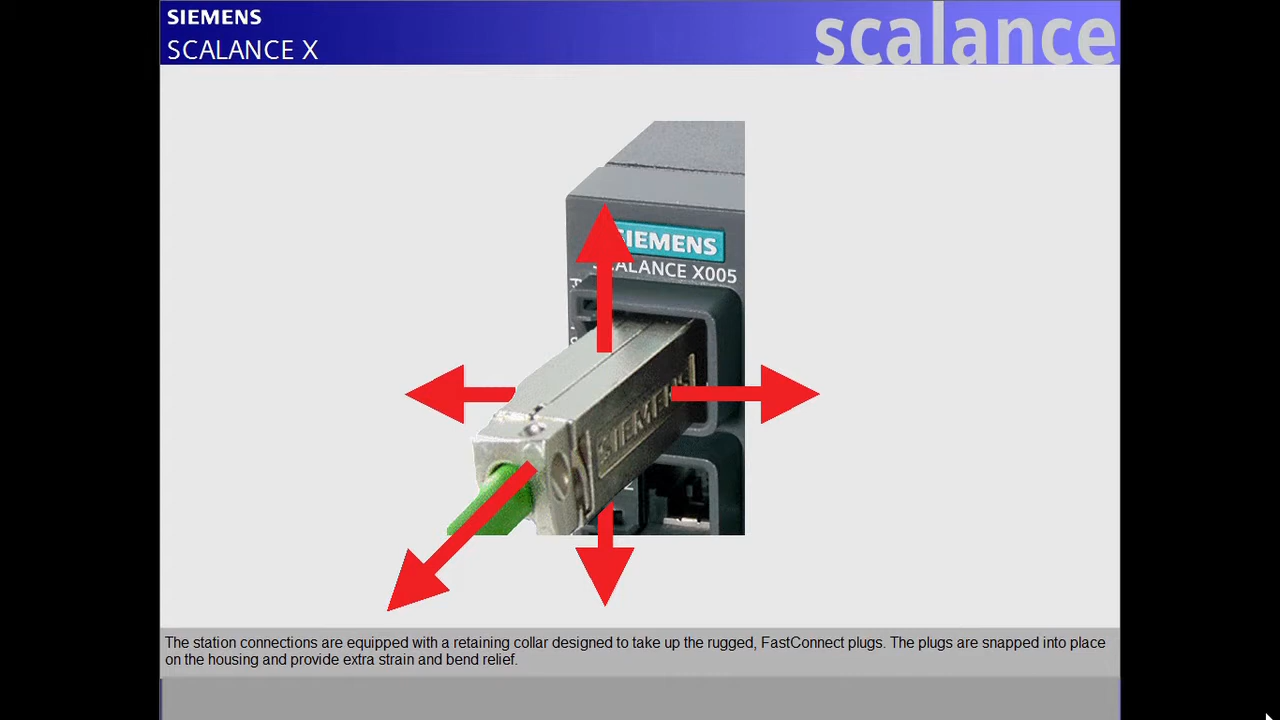 SIEMENS
SCALANCE X
scalance
SIEMENS
SCALANCE X005
SIEMENS
The station connections are equipped with a retaining collar designed to take up the rugged, FastConnect plugs. The plugs are snapped into place
on the housing and provide extra strain and bend relief.